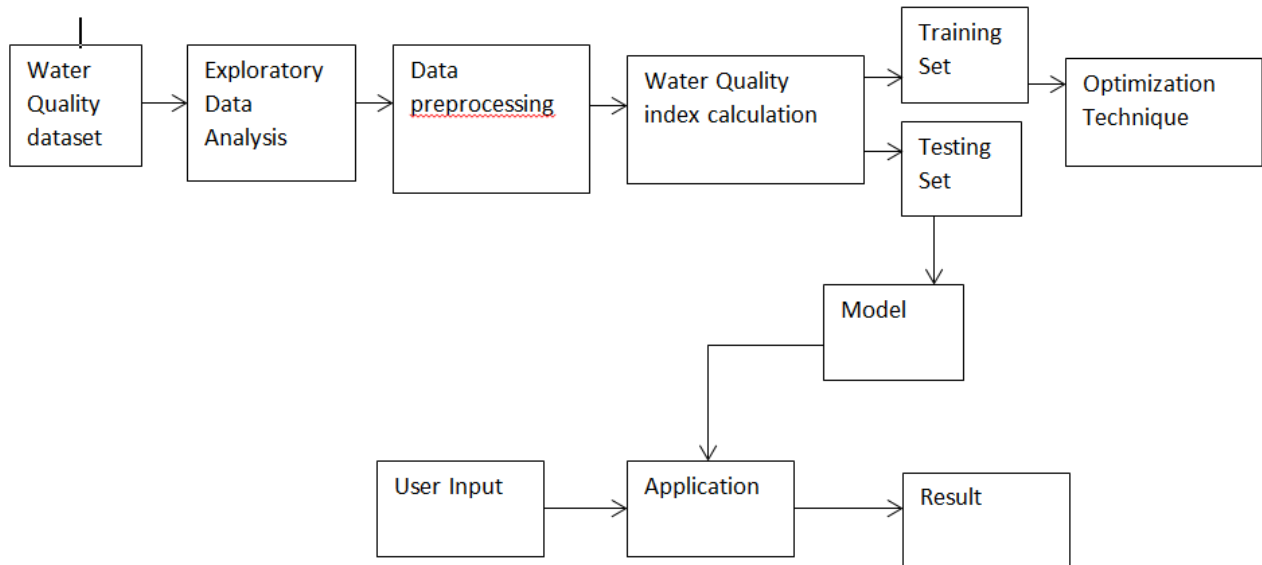 Water
Quality
dataset
Exploratory
Data
Analysis
Data
preprocessing
Water Quality
index calculation
Training
Set
Testing
Set
Optimization
Technique
Model
User Input
Application
Result